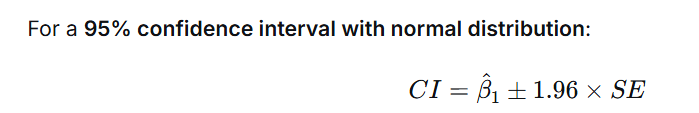 For a 95% confidence interval with normal distribution:
CI = β̂₁ ± 1.96 × SE